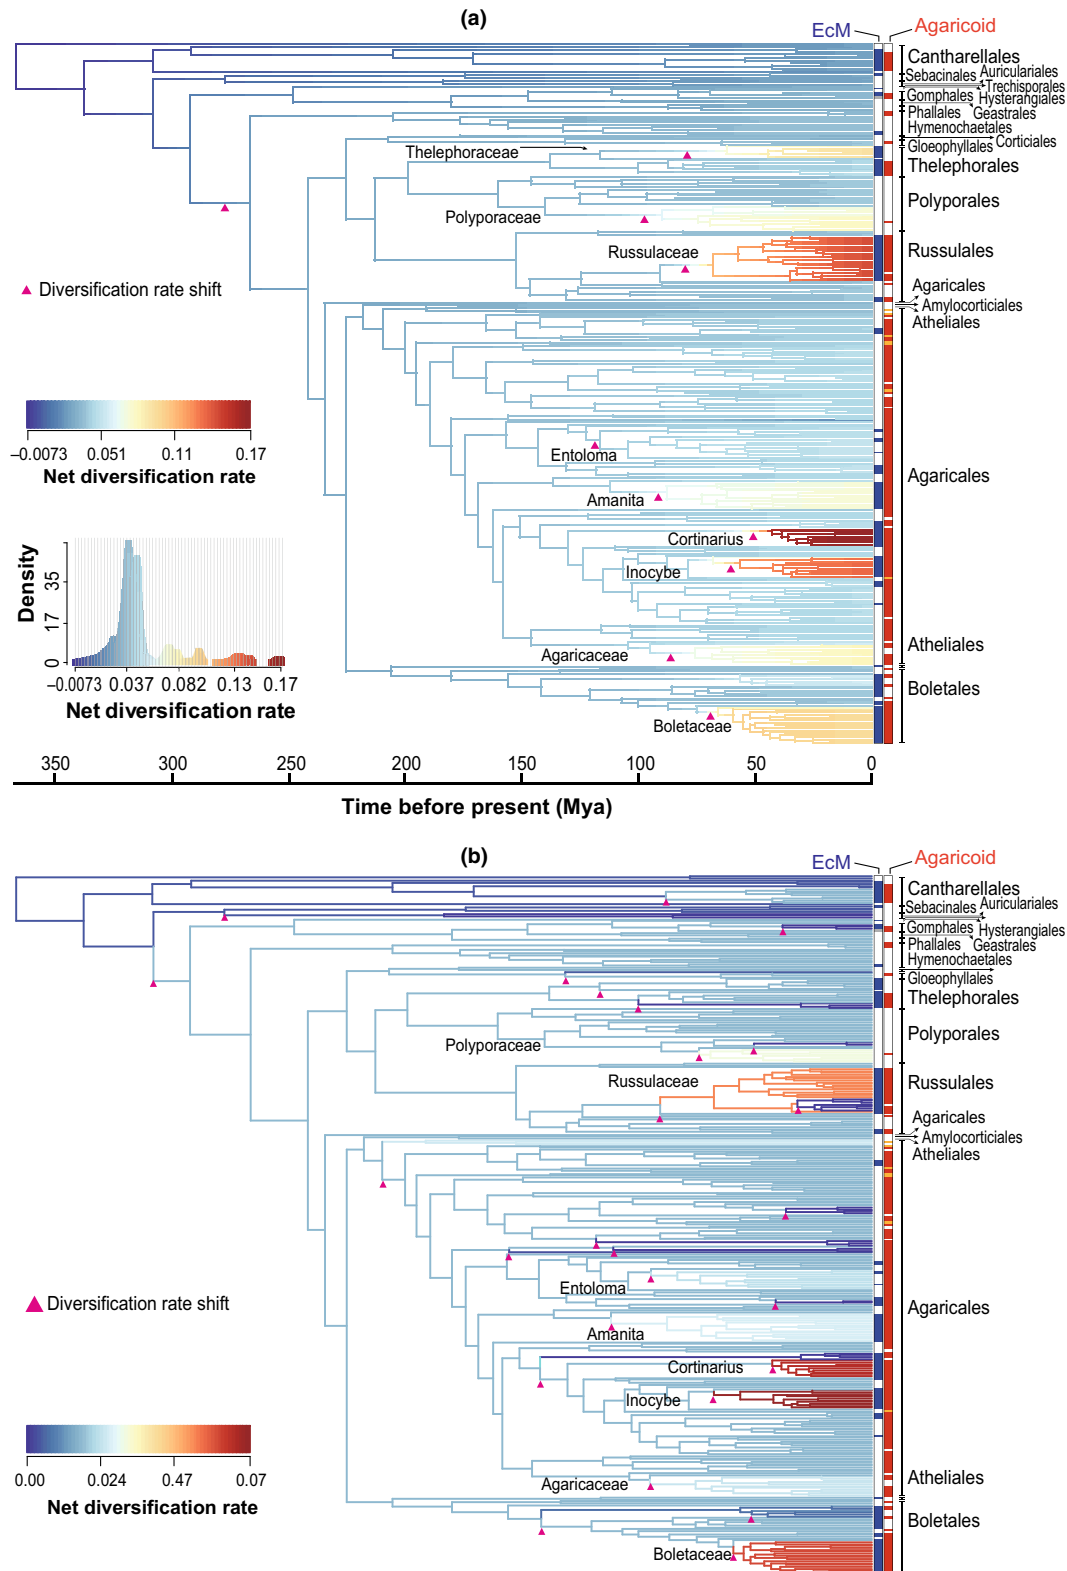 (a)
EcM
Agaricoid
Cantharellales
Sebacinales
Auriculariales
Trechisporales
Gomphales
Hysterangiales
Phallales
Geastrales
Hymenochaetales
Corticiales
Gloeophyllales
Thelephoraceae
Thelephorales
Polyporales
Polyporaceae
Russulaceae
Russulales
Agaricales
Diversification rate shift
Amylocorticiales
Atheliales
−0.0073 0.051 0.11 0.17
Net diversification rate
Entoloma
Agaricales
Amanita
Cortinarius
Inocybe
Density
35
17
0
−0.0073 0.037 0.082 0.13 0.17
Net diversification rate
Agaricaceae
Atheliales
Boletales
Boletaceae
350 300 250 200 150 100 50 0
Time before present (Mya)
(b)
EcM
Agaricoid
Cantharellales
Sebacinales
Auriculariales
Gomphales
Hysterangiales
Phallales
Geastrales
Hymenochaetales
Gloeophyllales
Thelephorales
Polyporales
Polyporaceae
Russulaceae
Russulales
Agaricales
Amylocorticiales
Atheliales
Entoloma
Diversification rate shift
Agaricales
Amanita
Cortinarius
Inocybe
0.00 0.024 0.47 0.07
Net diversification rate
Agaricaceae
Atheliales
Boletales
Boletaceae